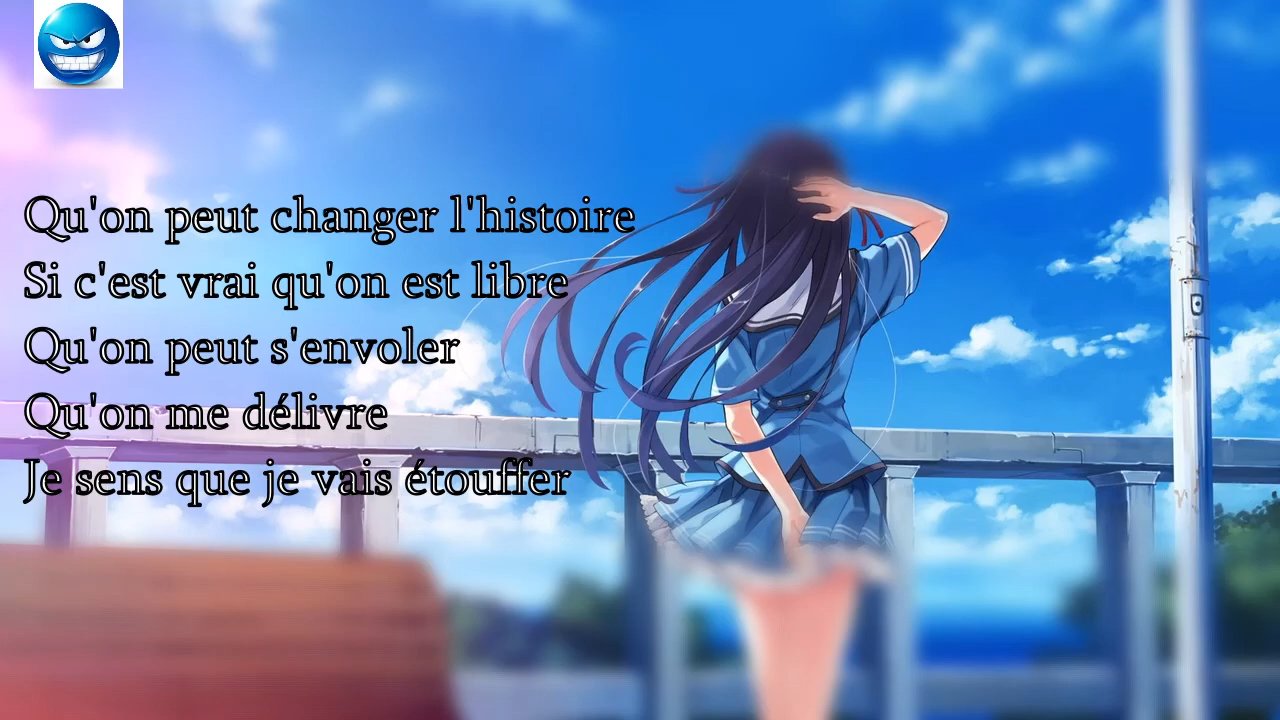 Qu'on peut changer l'histoire
Si c'est vrai qu'on est libre
Qu'on peut s'envoler
Qu'on me délivre
Je sens que je vais étouffer